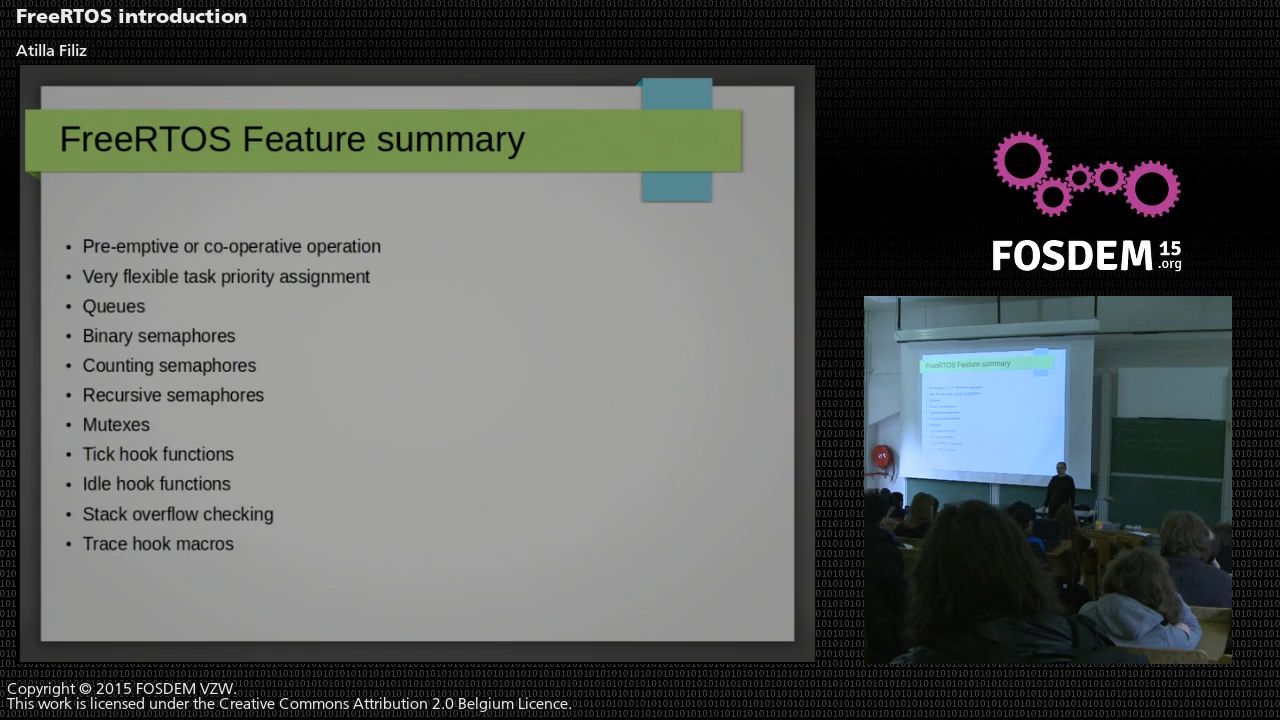 FreeRTOS introduction
Atilla Filiz
FreeRTOS Feature summary
• Pre-emptive or co-operative operation
• Very flexible task priority assignment
• Queues
• Binary semaphores
• Counting semaphores
• Recursive semaphores
• Mutexes
• Tick hook functions
• Idle hook functions
• Stack overflow checking
• Trace hook macros
FOSDEM 15
.org
FreeRTOS Feature summary
Copyright © 2015 FOSDEM VZW.
This work is licensed under the Creative Commons Attribution 2.0 Belgium Licence.